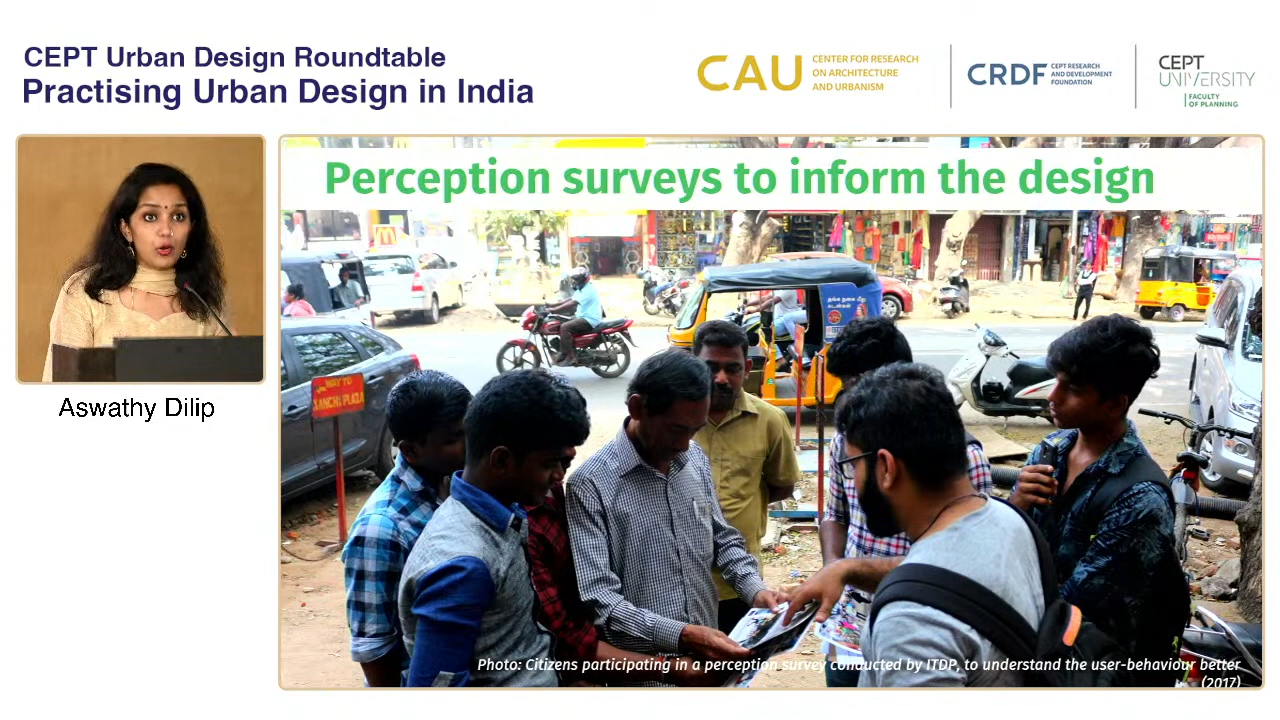 CEPT Urban Design Roundtable
Practising Urban Design in India
CAU
CENTER FOR RESEARCH
ON ARCHITECTURE
AND URBANISM
CRDF
CEPT RESEARCH
AND DEVELOPMENT
FOUNDATION
CEPT
UNIVERSITY
FACULTY
OF PLANNING
Perception surveys to inform the design
WAY TO
KANCHI PLAZA
Aswathy Dilip
Photo: Citizens participating in a perception survey conducted by ITDP, to understand the user-behaviour better
(2017)